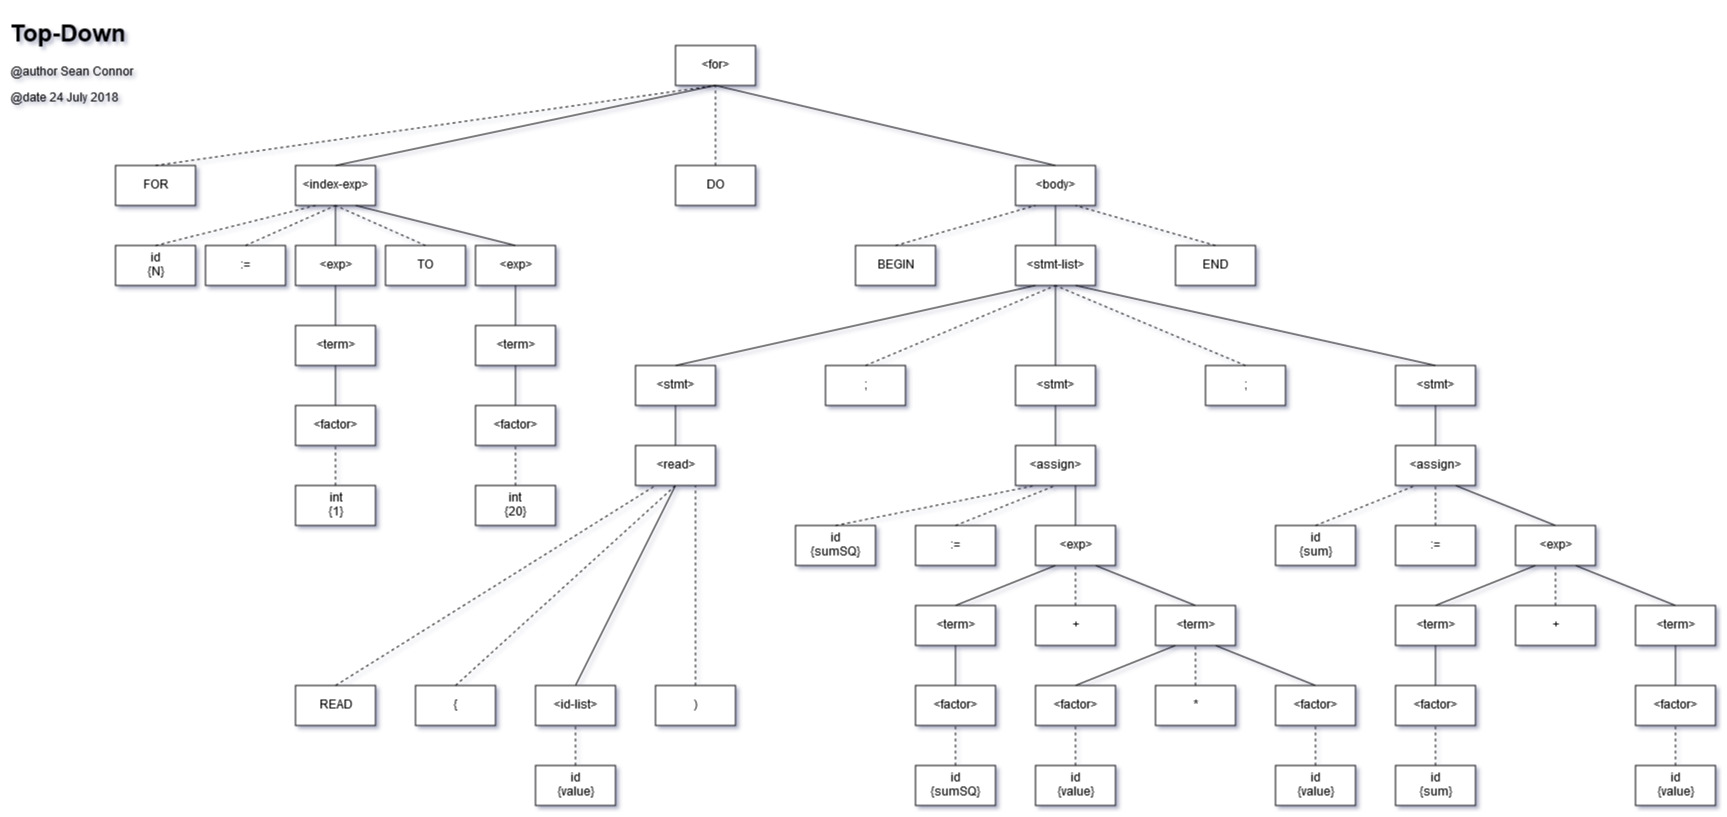 Top-Down
@author Sean Connor
@date 24 July 2018
<for>
FOR
<index-exp>
DO
<body>
id
{N}
:=
<exp>
TO
<exp>
BEGIN
<stmt-list>
END
<term>
<term>
<stmt>
;
<stmt>
;
<stmt>
<factor>
<factor>
<read>
<assign>
<assign>
int
{1}
int
{20}
id
{sumSQ}
:=
<exp>
id
{sum}
:=
<exp>
<term>
+
<term>
<term>
+
<term>
READ
{
<id-list>
)
<factor>
<factor>
*
<factor>
<factor>
<factor>
id
{value}
id
{sumSQ}
id
{value}
id
{value}
id
{sum}
id
{value}